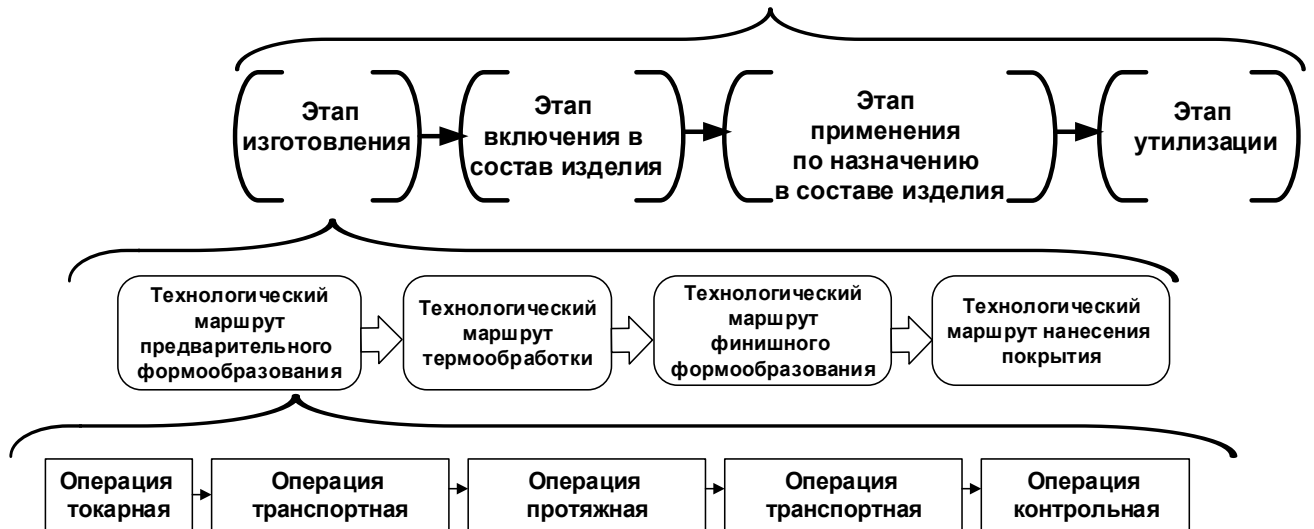 Этап
изготовления
Этап
включения в
состав изделия
Этап
применения
по назначению
в составе изделия
Этап
утилизации
Технологический
маршрут
предварительного
формообразования
Технологический
маршрут
термообработки
Технологический
маршрут
финишного
формообразования
Технологический
маршрут нанесения
покрытия
Операция
токарная
Операция
транспортная
Операция
протяжная
Операция
транспортная
Операция
контрольная